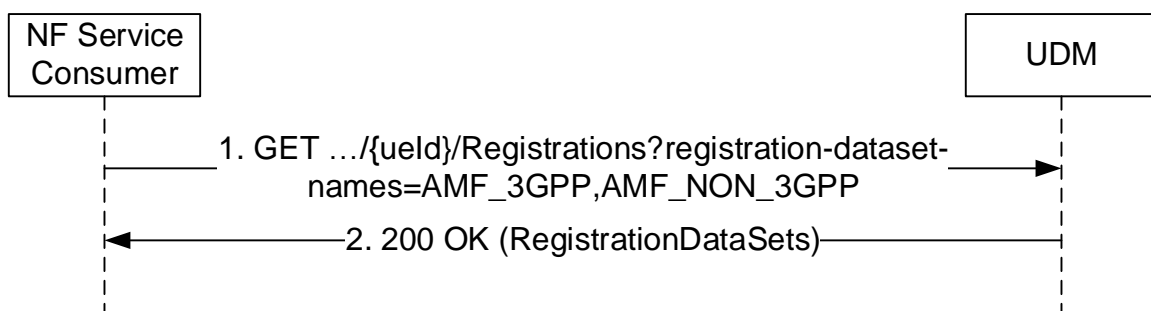 NF Service
Consumer
UDM
1. GET …/{ueId}/Registrations?registration-dataset-
names=AMF_3GPP,AMF_NON_3GPP
2. 200 OK (RegistrationDataSets)